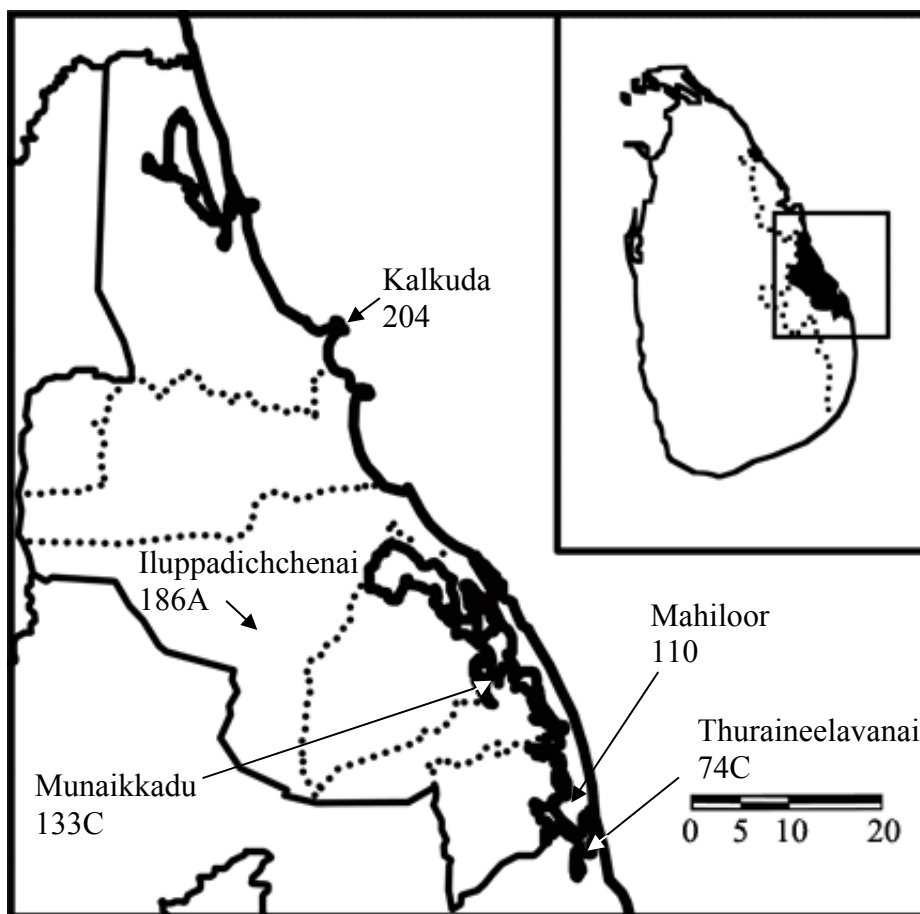 Kalkuda
204
Iluppadichchenai
186A
Mahiloor
110
Thuraineelavanai
74C
Munaikkadu
133C
0 5 10 20